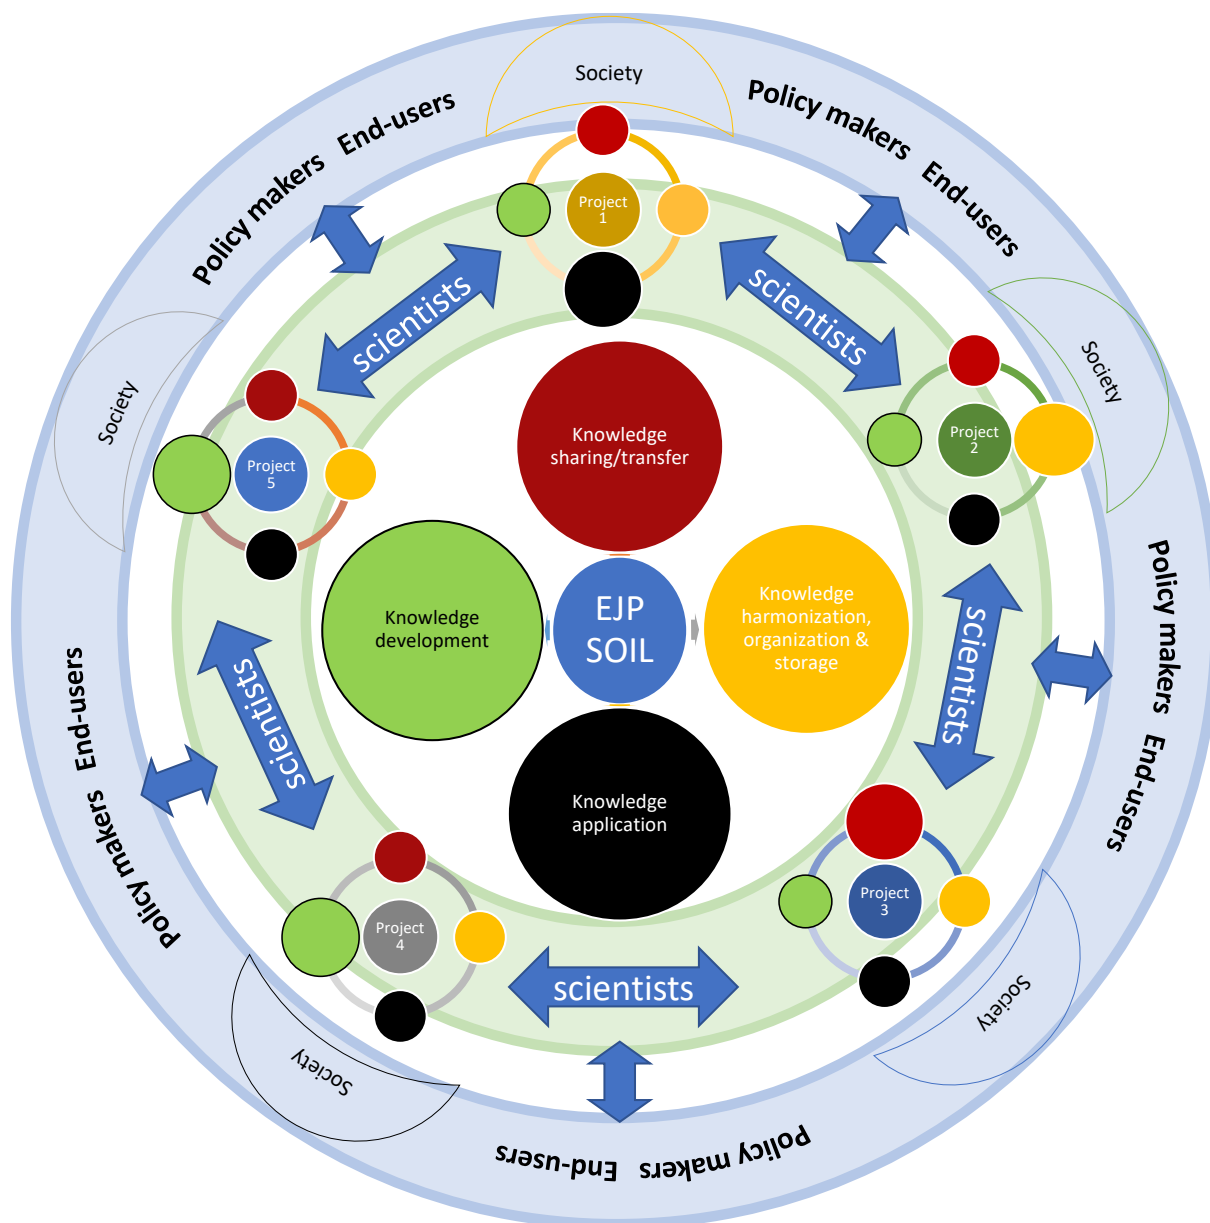 Society
Policy makers End-users
Policy makers End-users
Project
1
scientists
scientists
Society
Society
Knowledge
sharing/transfer
Project
2
Project
5
Knowledge
development
EJP
SOIL
Knowledge
harmonization,
organization &
storage
scientists
scientists
Policy makers End-users
Policy makers End-users
Knowledge
application
Project
3
Project
4
scientists
Society
Society
Policy makers End-users